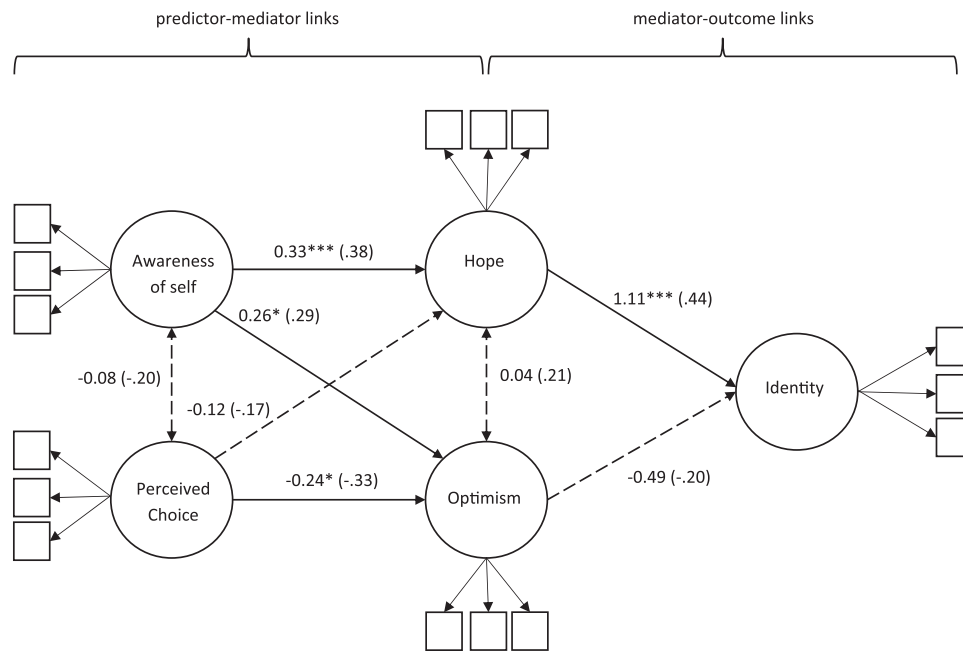 predictor-mediator links
mediator-outcome links
Awareness
of self
0.33*** (.38)
Hope
0.26* (.29)
1.11*** (.44)
-0.08 (-.20)
-0.12 (-.17)
0.04 (.21)
Identity
Perceived
Choice
-0.24* (-.33)
Optimism
-0.49 (-.20)